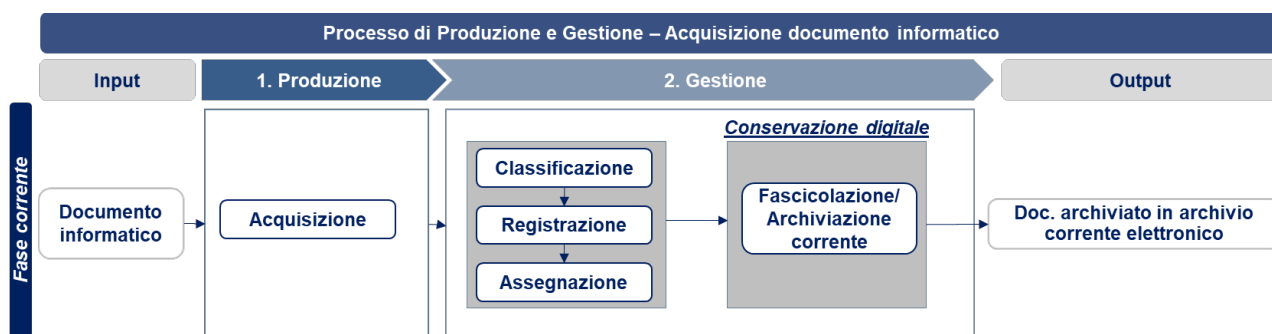 Processo di Produzione e Gestione – Acquisizione documento informatico
Input
1. Produzione
2. Gestione
Output
Fase corrente
Documento
informatico
Acquisizione
Classificazione
Registrazione
Assegnazione
Conservazione digitale
Fascicolazione/
Archiviazione
corrente
Doc. archiviato in archivio
corrente elettronico